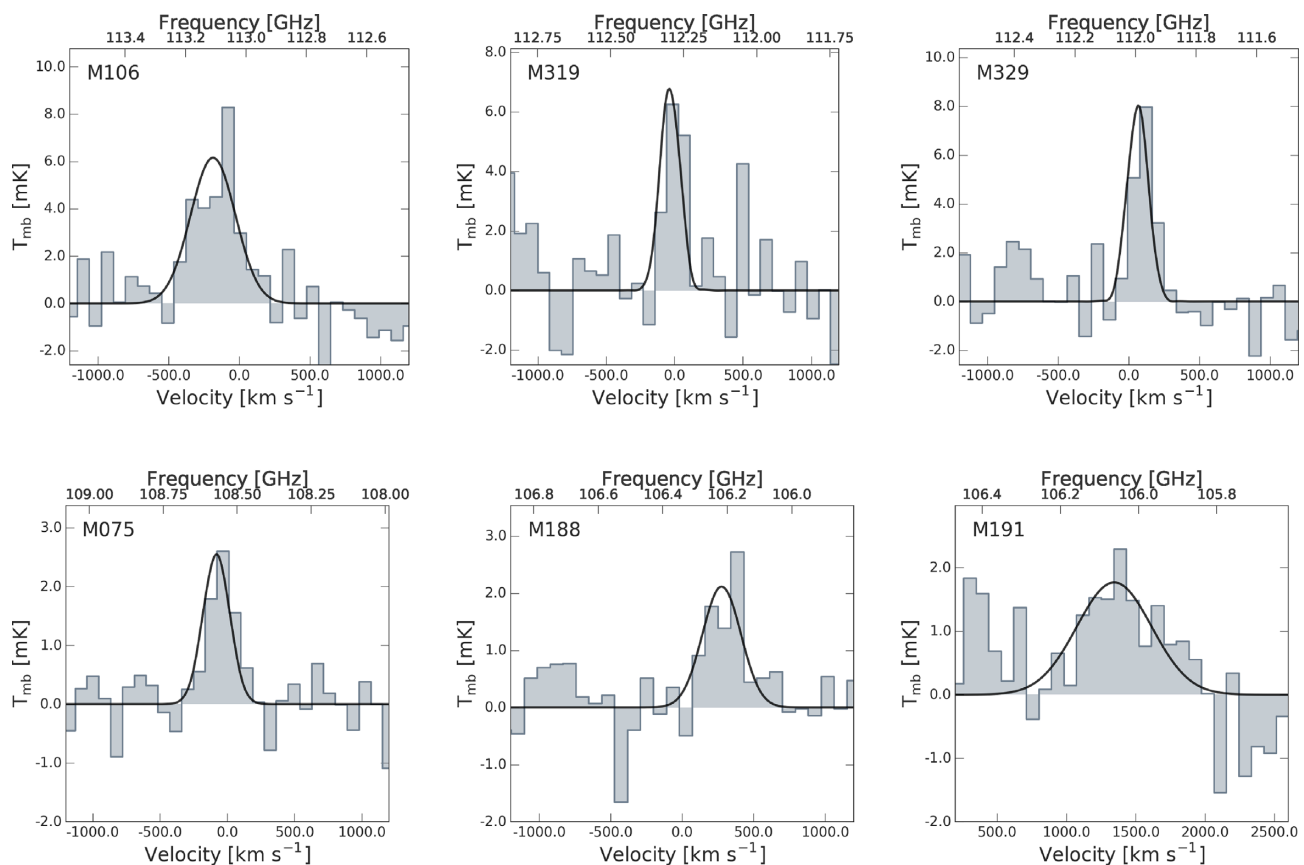 Frequency [GHz]
113.4 113.2 113.0 112.8 112.6
M106
10.0
8.0
6.0
4.0
2.0
0.0
-2.0
T_mb [mK]
-1000.0 -500.0 0.0 500.0 1000.0
Velocity [km s⁻¹]
Frequency [GHz]
112.75 112.50 112.25 112.00 111.75
M319
8.0
6.0
4.0
2.0
0.0
-2.0
T_mb [mK]
-1000.0 -500.0 0.0 500.0 1000.0
Velocity [km s⁻¹]
Frequency [GHz]
112.4 112.2 112.0 111.8 111.6
M329
10.0
8.0
6.0
4.0
2.0
0.0
-2.0
T_mb [mK]
-1000.0 -500.0 0.0 500.0 1000.0
Velocity [km s⁻¹]
Frequency [GHz]
109.00 108.75 108.50 108.25 108.00
M075
3.0
2.0
1.0
0.0
-1.0
-2.0
T_mb [mK]
-1000.0 -500.0 0.0 500.0 1000.0
Velocity [km s⁻¹]
Frequency [GHz]
106.8 106.6 106.4 106.2 106.0
M188
3.0
2.0
1.0
0.0
-1.0
-2.0
T_mb [mK]
-1000.0 -500.0 0.0 500.0 1000.0
Velocity [km s⁻¹]
Frequency [GHz]
106.4 106.2 106.0 105.8
M191
2.0
1.0
0.0
-1.0
-2.0
T_mb [mK]
500.0 1000.0 1500.0 2000.0 2500.0
Velocity [km s⁻¹]